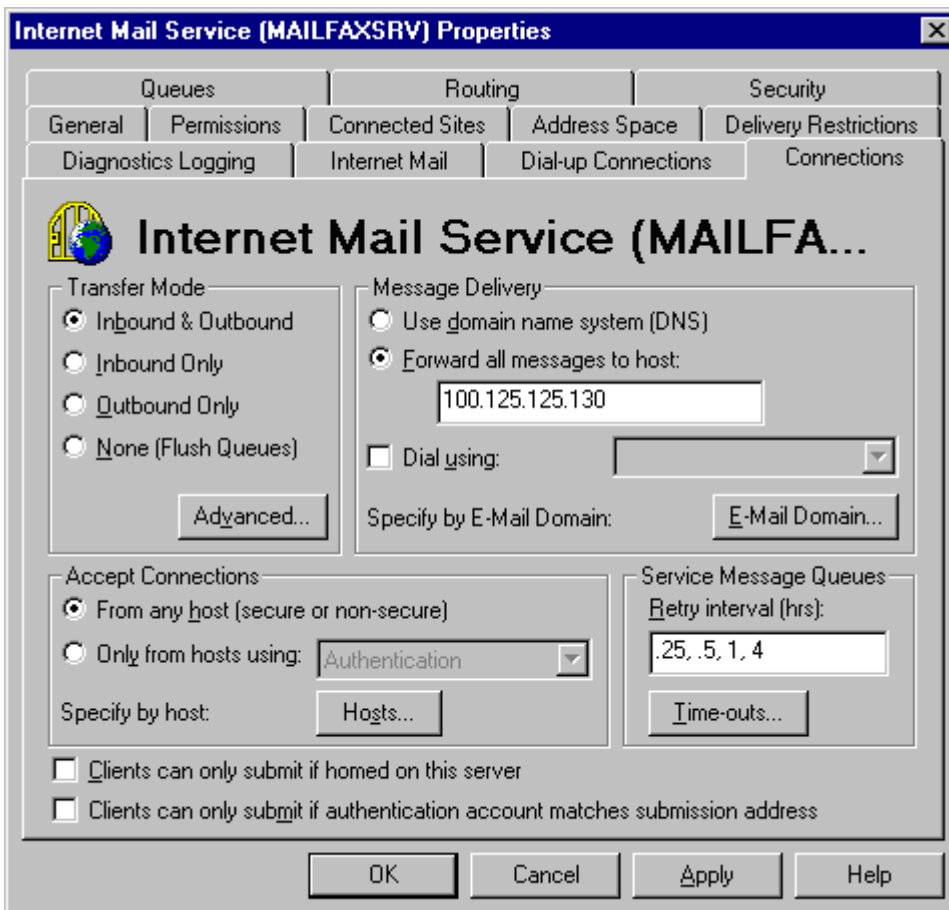 Internet Mail Service (MAILFAXSRV) Properties
Queues
Routing
Security
General
Permissions
Connected Sites
Address Space
Delivery Restrictions
Diagnostics Logging
Internet Mail
Dial-up Connections
Connections
Internet Mail Service (MAILFA...
Transfer Mode
Inbound & Outbound
Inbound Only
Outbound Only
None (Flush Queues)
Advanced...
Message Delivery
Use domain name system (DNS)
Forward all messages to host:
100.125.125.130
Dial using:
Specify by E-Mail Domain:
E-Mail Domain...
Accept Connections
From any host (secure or non-secure)
Only from hosts using:
Authentication
Specify by host:
Hosts...
Service Message Queues
Retry interval (hrs):
.25, .5, 1, 4
Time-outs...
Clients can only submit if homed on this server
Clients can only submit if authentication account matches submission address
OK
Cancel
Apply
Help